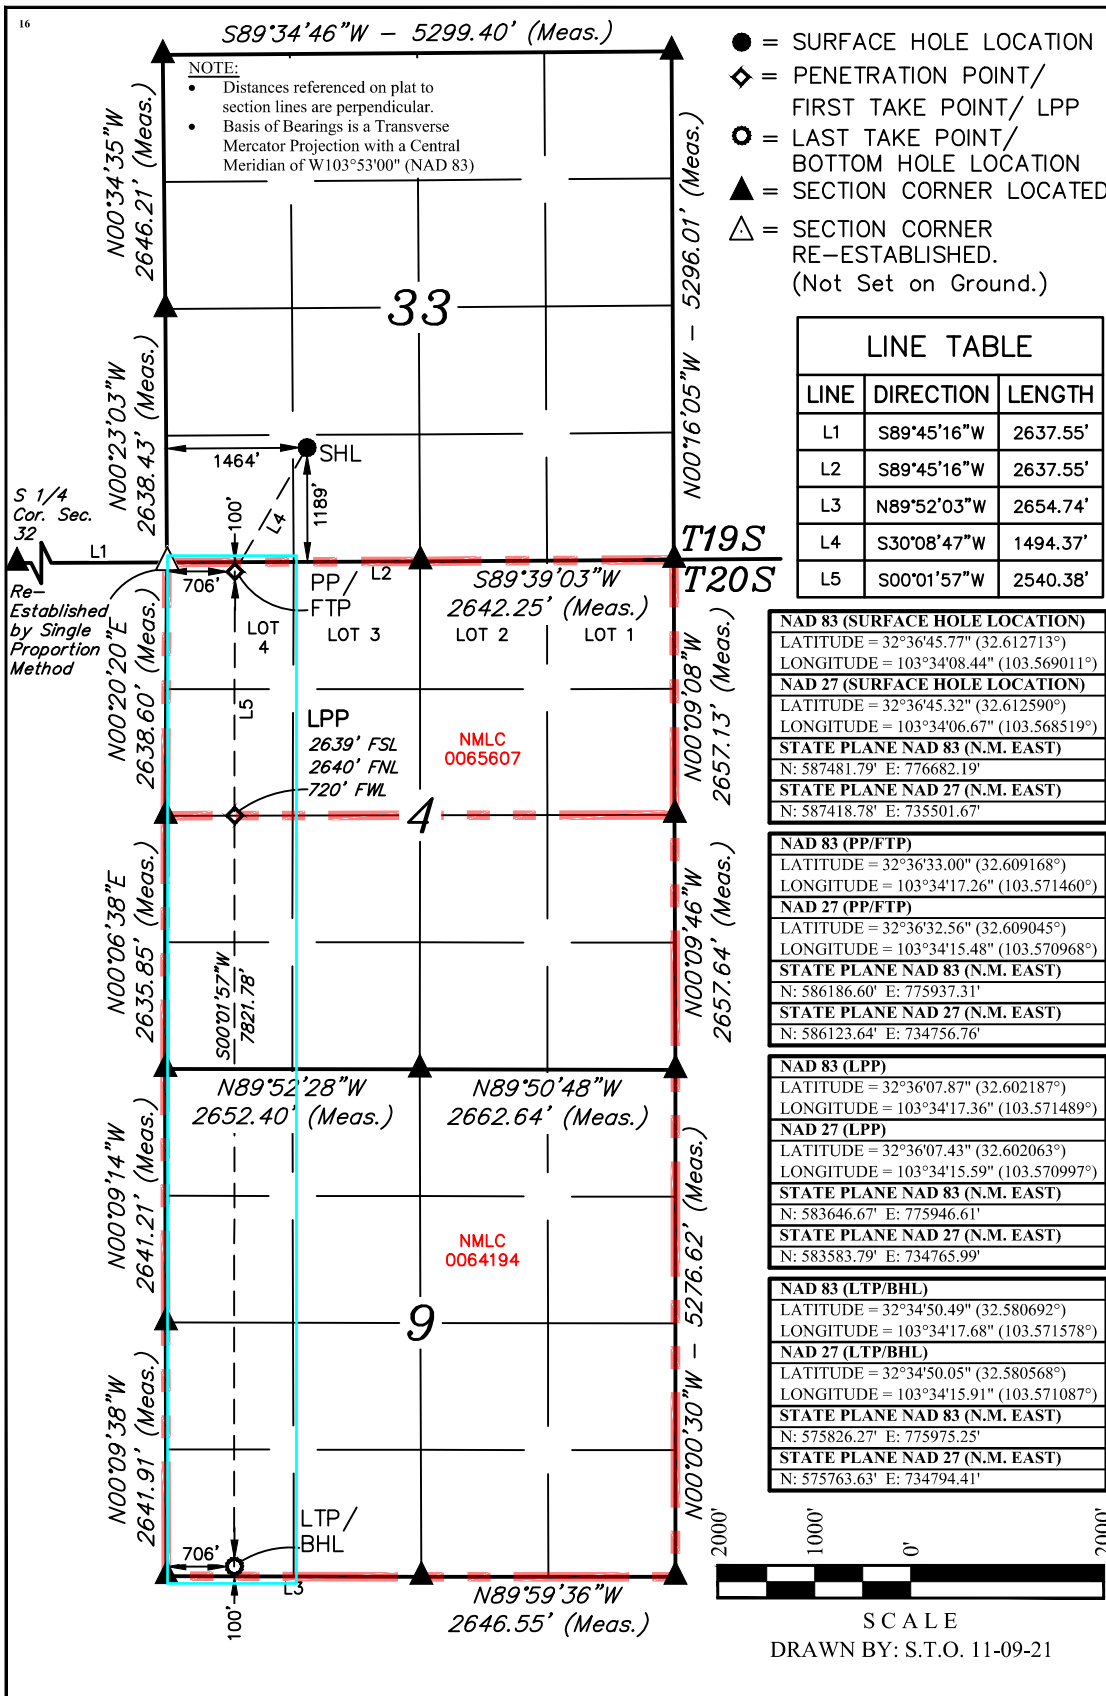 16
S89°34'46"W – 5299.40' (Meas.)
NOTE:
• Distances referenced on plat to
section lines are perpendicular.
• Basis of Bearings is a Transverse
Mercator Projection with a Central
Meridian of W103°53'00" (NAD 83)
N00°34'35"W
2646.21' (Meas.)
N00°23'03"W
2638.43' (Meas.)
N00°16'05"W – 5296.01' (Meas.)
33
1464'
SHL
1189'
100'
L4
S 1/4
Cor. Sec.
32
L1
Re-
Established
by Single
Proportion
Method
706'
PP/
FTP
L2
S89°39'03"W
2642.25' (Meas.)
T19S
T20S
LOT
4
LOT 3
LOT 2
LOT 1
N00°20'20"E
2638.60' (Meas.)
L5
LPP
2639' FSL
2640' FNL
720' FWL
NMLC
0065607
N00°09'08"W
2657.13' (Meas.)
4
N00°06'38"E
2635.85' (Meas.)
S00°01'57"W
7821.78'
N00°09'46"W
2657.64' (Meas.)
N89°52'28"W
2652.40' (Meas.)
N89°50'48"W
2662.64' (Meas.)
N00°09'14"W
2641.21' (Meas.)
NMLC
0064194
N00°00'30"W – 5276.62' (Meas.)
9
N00°09'38"W
2641.91' (Meas.)
LTP/
BHL
706'
L3
100'
N89°59'36"W
2646.55' (Meas.)
= SURFACE HOLE LOCATION
= PENETRATION POINT/
FIRST TAKE POINT/ LPP
= LAST TAKE POINT/
BOTTOM HOLE LOCATION
= SECTION CORNER LOCATED
= SECTION CORNER
RE-ESTABLISHED.
(Not Set on Ground.)
LINE TABLE
LINE DIRECTION LENGTH
L1 S89°45'16"W 2637.55'
L2 S89°45'16"W 2637.55'
L3 N89°52'03"W 2654.74'
L4 S30°08'47"W 1494.37'
L5 S00°01'57"W 2540.38'
NAD 83 (SURFACE HOLE LOCATION)
LATITUDE = 32°36'45.77" (32.612713°)
LONGITUDE = 103°34'08.44" (103.569011°)
NAD 27 (SURFACE HOLE LOCATION)
LATITUDE = 32°36'45.32" (32.612590°)
LONGITUDE = 103°34'06.67" (103.568519°)
STATE PLANE NAD 83 (N.M. EAST)
N: 587481.79' E: 776682.19'
STATE PLANE NAD 27 (N.M. EAST)
N: 587418.78' E: 735501.67'
NAD 83 (PP/FTP)
LATITUDE = 32°36'33.00" (32.609168°)
LONGITUDE = 103°34'17.26" (103.571460°)
NAD 27 (PP/FTP)
LATITUDE = 32°36'32.56" (32.609045°)
LONGITUDE = 103°34'15.48" (103.570968°)
STATE PLANE NAD 83 (N.M. EAST)
N: 586186.60' E: 775937.31'
STATE PLANE NAD 27 (N.M. EAST)
N: 586123.64' E: 734756.76'
NAD 83 (LPP)
LATITUDE = 32°36'07.87" (32.602187°)
LONGITUDE = 103°34'17.36" (103.571489°)
NAD 27 (LPP)
LATITUDE = 32°36'07.43" (32.602063°)
LONGITUDE = 103°34'15.59" (103.570997°)
STATE PLANE NAD 83 (N.M. EAST)
N: 583646.67' E: 775946.61'
STATE PLANE NAD 27 (N.M. EAST)
N: 583583.79' E: 734765.99'
NAD 83 (LTP/BHL)
LATITUDE = 32°34'50.49" (32.580692°)
LONGITUDE = 103°34'17.68" (103.571578°)
NAD 27 (LTP/BHL)
LATITUDE = 32°34'50.05" (32.580568°)
LONGITUDE = 103°34'15.91" (103.571087°)
STATE PLANE NAD 83 (N.M. EAST)
N: 575826.27' E: 775975.25'
STATE PLANE NAD 27 (N.M. EAST)
N: 575763.63' E: 734794.41'
2000' 1000' 0' 2000'
SCALE
DRAWN BY: S.T.O. 11-09-21